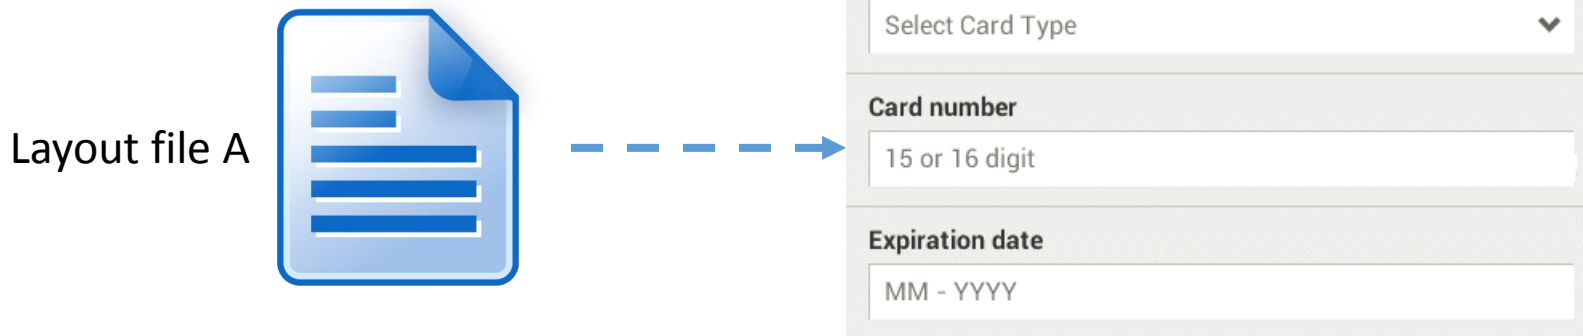 Layout file A
Select Card Type
Card number
15 or 16 digit
Expiration date
MM - YYYY